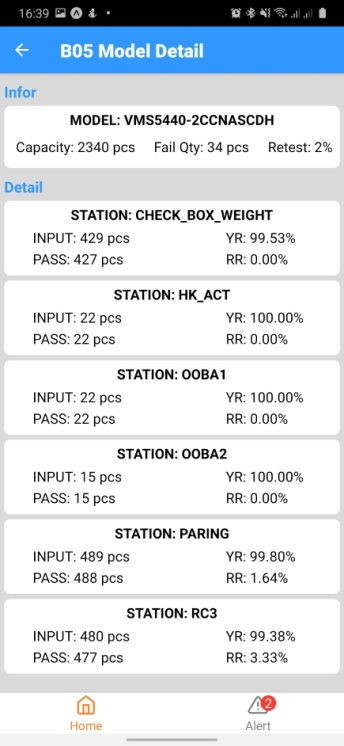 16:39
B05 Model Detail
Infor
MODEL: VMS5440-2CCNASCDH
Capacity: 2340 pcs Fail Qty: 34 pcs Retest: 2%
Detail
STATION: CHECK_BOX_WEIGHT
INPUT: 429 pcs YR: 99.53%
PASS: 427 pcs RR: 0.00%
STATION: HK_ACT
INPUT: 22 pcs YR: 100.00%
PASS: 22 pcs RR: 0.00%
STATION: OOBA1
INPUT: 22 pcs YR: 100.00%
PASS: 22 pcs RR: 0.00%
STATION: OOBA2
INPUT: 15 pcs YR: 100.00%
PASS: 15 pcs RR: 0.00%
STATION: PARING
INPUT: 489 pcs YR: 99.80%
PASS: 488 pcs RR: 1.64%
STATION: RC3
INPUT: 480 pcs YR: 99.38%
PASS: 477 pcs RR: 3.33%
2
Home Alert